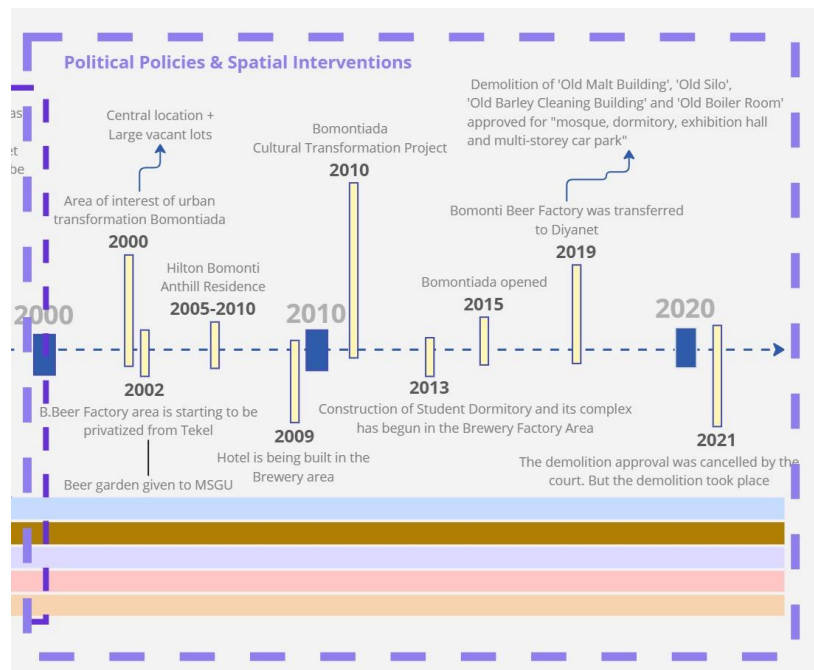 Political Policies & Spatial Interventions
as
et
be
Central location +
Large vacant lots
Area of interest of urban
transformation Bomontiada
2000
Hilton Bomonti
Anthill Residence
2005-2010
Bomontiada
Cultural Transformation Project
2010
Demolition of 'Old Malt Building', 'Old Silo',
'Old Barley Cleaning Building' and 'Old Boiler Room'
approved for "mosque, dormitory, exhibition hall
and multi-storey car park"
Bomonti Beer Factory was transferred
to Diyanet
2019
Bomontiada opened
2015
2000
2010
2020
2002
B.Beer Factory area is starting to be
privatized from Tekel
Beer garden given to MSGU
2009
Hotel is being built in the
Brewery area
2013
Construction of Student Dormitory and its complex
has begun in the Brewery Factory Area
2021
The demolition approval was cancelled by the
court. But the demolition took place